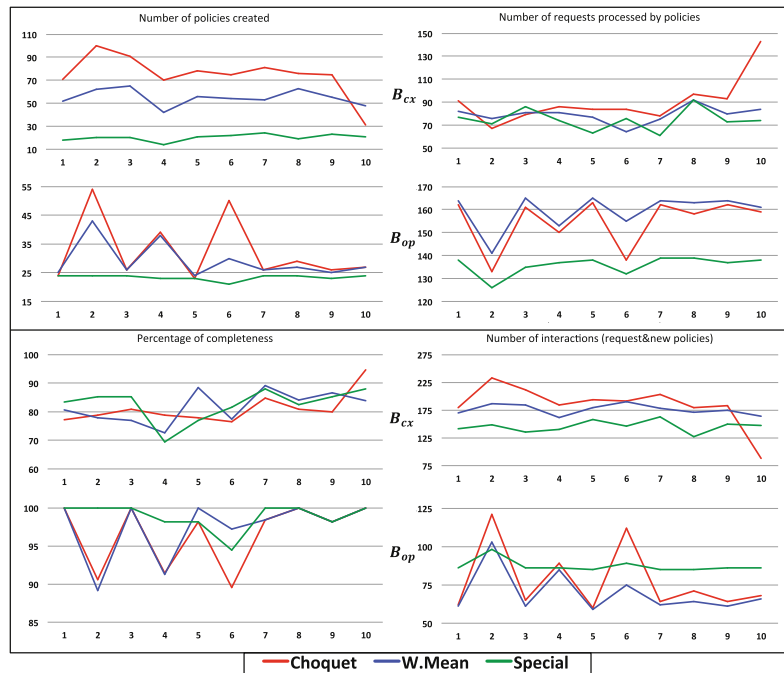 Number of policies created
110
90
70
50
30
10
1 2 3 4 5 6 7 8 9 10
Number of requests processed by policies
150
130
110
90
70
50
1 2 3 4 5 6 7 8 9 10
Bcx
55
45
35
25
15
1 2 3 4 5 6 7 8 9 10
Bop
170
160
150
140
130
120
1 2 3 4 5 6 7 8 9 10
Percentage of completeness
100
90
80
70
60
1 2 3 4 5 6 7 8 9 10
Number of interactions (request&new policies)
275
225
175
125
75
1 2 3 4 5 6 7 8 9 10
Bcx
100
95
90
85
1 2 3 4 5 6 7 8 9 10
Bop
125
100
75
50
1 2 3 4 5 6 7 8 9 10
Choquet W.Mean Special